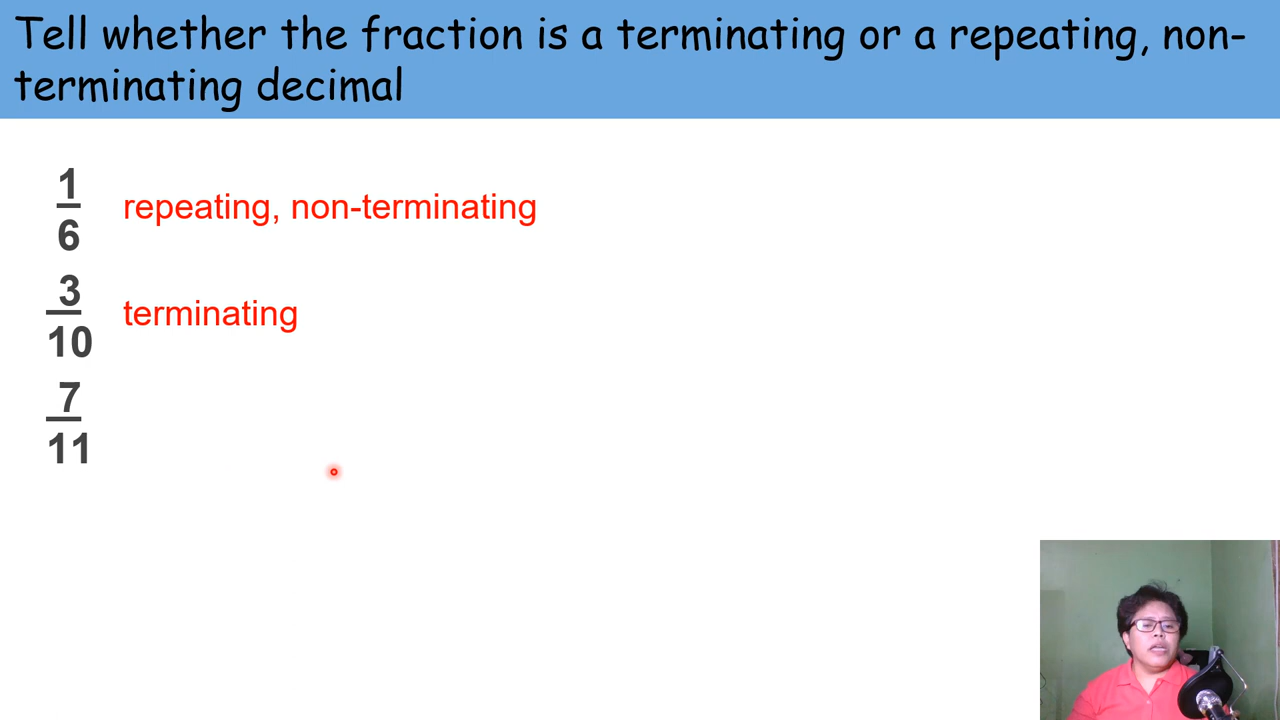 Tell whether the fraction is a terminating or a repeating, non-
terminating decimal
1
6
repeating, non-terminating
3
10
terminating
7
11